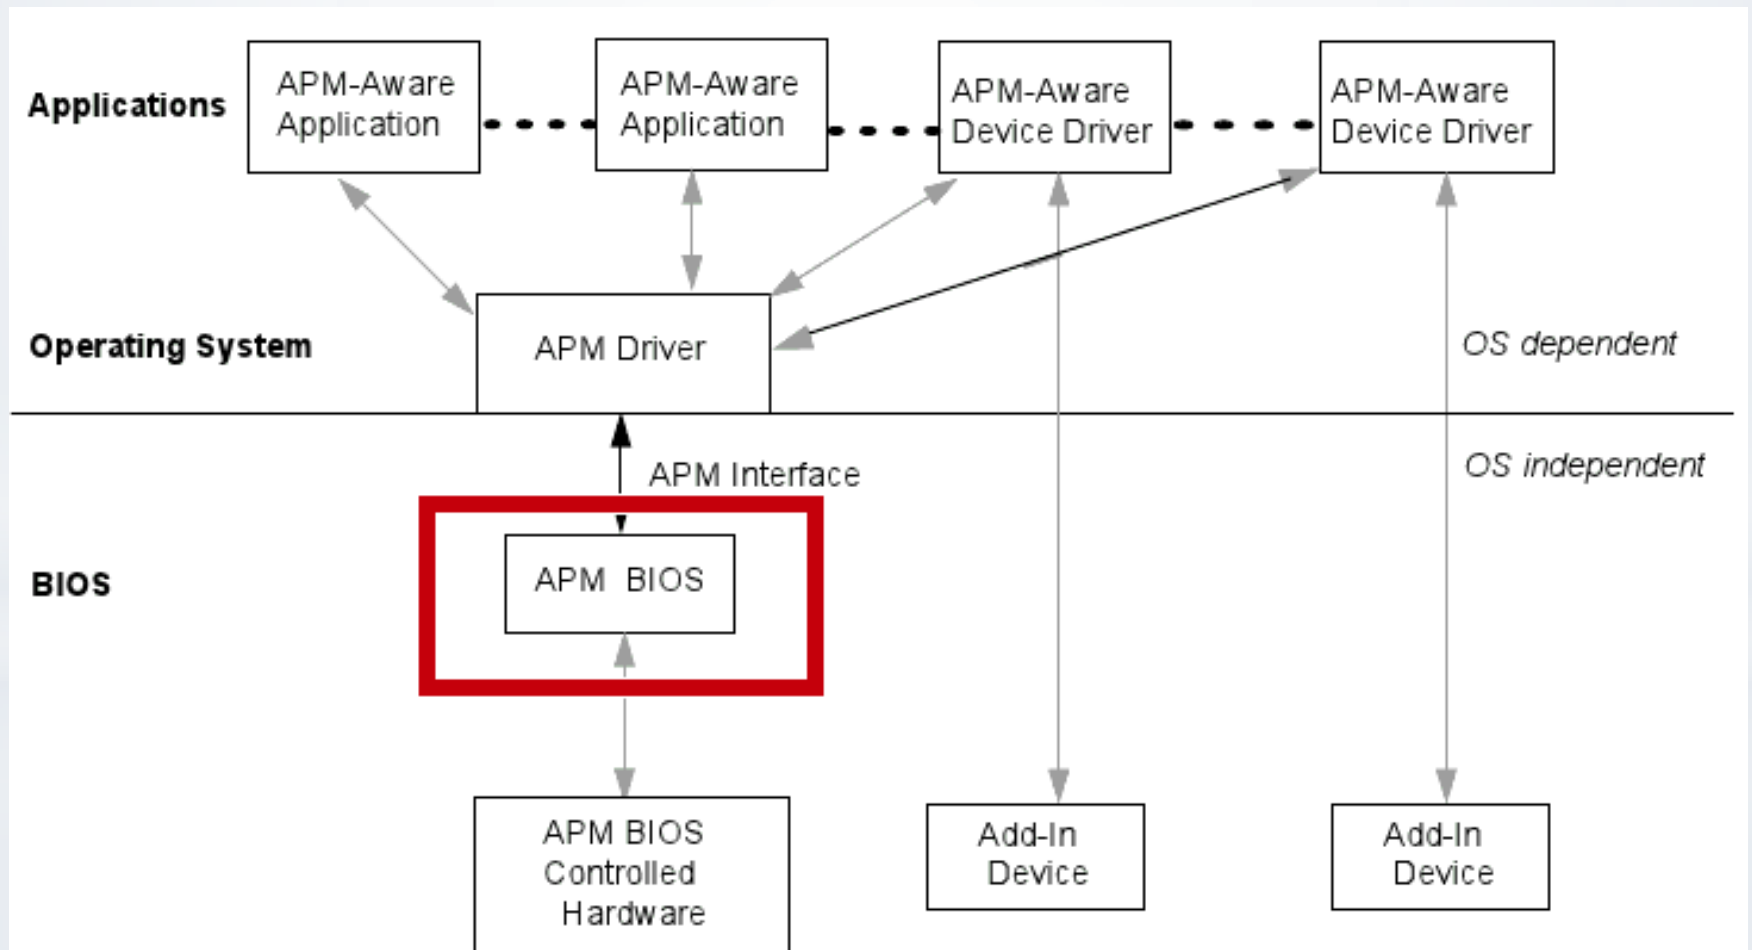 Applications
APM-Aware
Application
APM-Aware
Application
APM-Aware
Device Driver
APM-Aware
Device Driver
Operating System
APM Driver
OS dependent
APM Interface
OS independent
BIOS
APM BIOS
APM BIOS
Controlled
Hardware
Add-In
Device
Add-In
Device